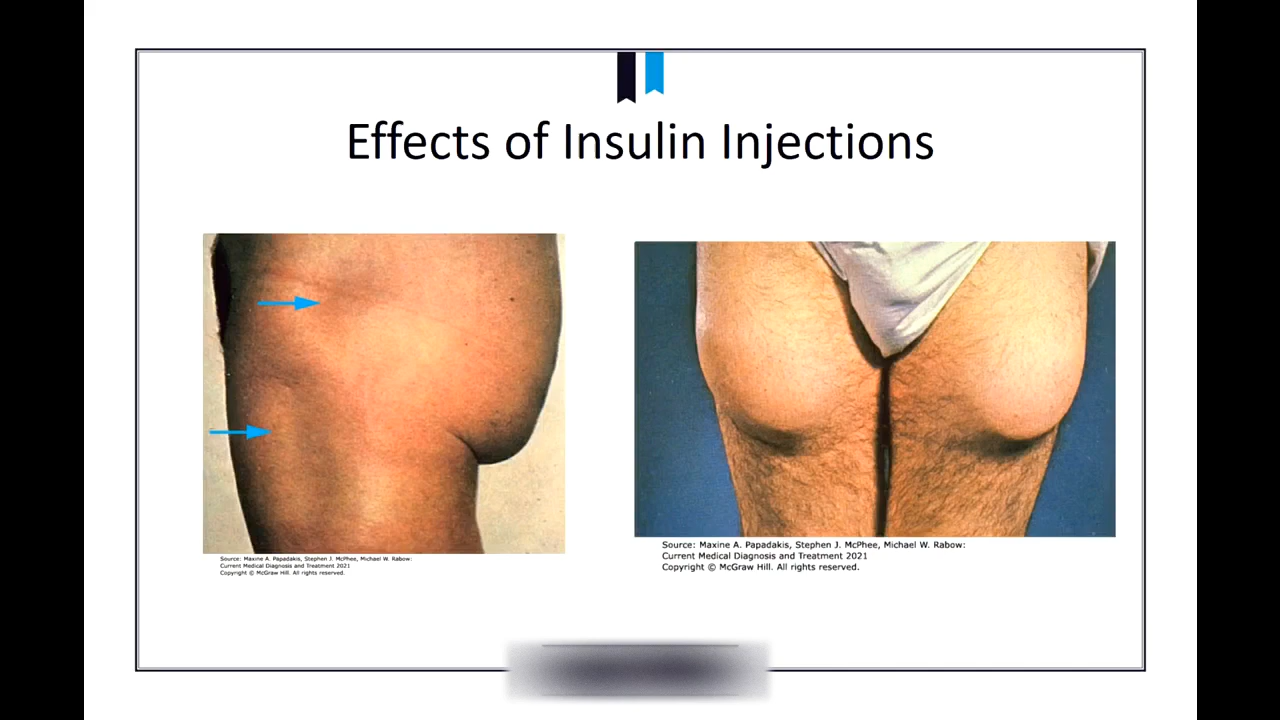 Effects of Insulin Injections
Source: Maxine A. Papadakis, Stephen J. McPhee, Michael W. Rabow:
Current Medical Diagnosis and Treatment 2021
Copyright © McGraw Hill. All rights reserved.
Source: Maxine A. Papadakis, Stephen J. McPhee, Michael W. Rabow:
Current Medical Diagnosis and Treatment 2021
Copyright © McGraw Hill. All rights reserved.